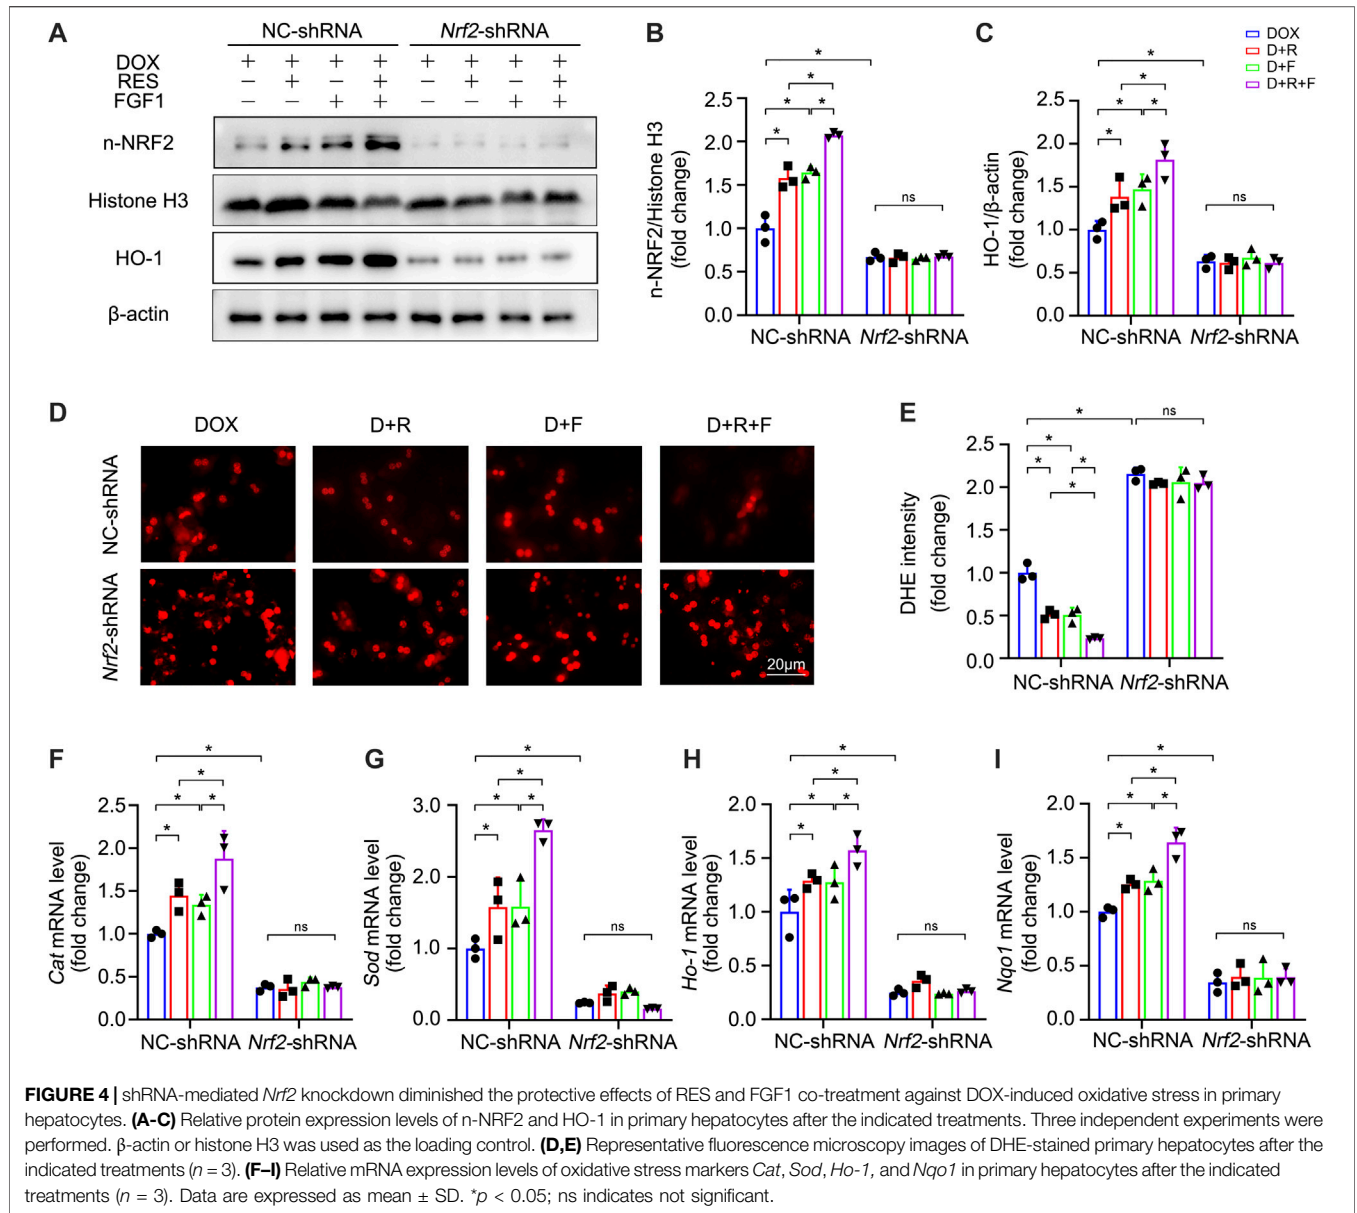 A
NC-shRNA Nrf2-shRNA
DOX + + + + + + + +
RES − + − + − + − +
FGF1 − − + + − − + +
n-NRF2
Histone H3
HO-1
β-actin
B
n-NRF2/Histone H3
(fold change)
2.5
2.0
1.5
1.0
0.5
0.0
* * * * *
ns
NC-shRNA Nrf2-shRNA
C
DOX
D+R
D+F
D+R+F
HO-1/β-actin
(fold change)
2.5
2.0
1.5
1.0
0.5
0.0
* * * * *
ns
NC-shRNA Nrf2-shRNA
D
DOX D+R D+F D+R+F
NC-shRNA
Nrf2-shRNA
20μm
E
DHE intensity
(fold change)
2.5
2.0
1.5
1.0
0.5
0.0
* * * * *
ns
NC-shRNA Nrf2-shRNA
F
Cat mRNA level
(fold change)
2.5
2.0
1.5
1.0
0.5
0.0
* * * * *
ns
NC-shRNA Nrf2-shRNA
G
Sod mRNA level
(fold change)
3.0
2.0
1.0
0.0
* * * * *
ns
NC-shRNA Nrf2-shRNA
H
Ho-1 mRNA level
(fold change)
2.0
1.5
1.0
0.5
0.0
* * * * *
ns
NC-shRNA Nrf2-shRNA
I
Nqo1 mRNA level
(fold change)
2.0
1.5
1.0
0.5
0.0
* * * * *
ns
NC-shRNA Nrf2-shRNA
FIGURE 4 | shRNA-mediated Nrf2 knockdown diminished the protective effects of RES and FGF1 co-treatment against DOX-induced oxidative stress in primary
hepatocytes. (A-C) Relative protein expression levels of n-NRF2 and HO-1 in primary hepatocytes after the indicated treatments. Three independent experiments were
performed. β-actin or histone H3 was used as the loading control. (D,E) Representative fluorescence microscopy images of DHE-stained primary hepatocytes after the
indicated treatments (n = 3). (F–I) Relative mRNA expression levels of oxidative stress markers Cat, Sod, Ho-1, and Nqo1 in primary hepatocytes after the indicated
treatments (n = 3). Data are expressed as mean ± SD. *p < 0.05; ns indicates not significant.